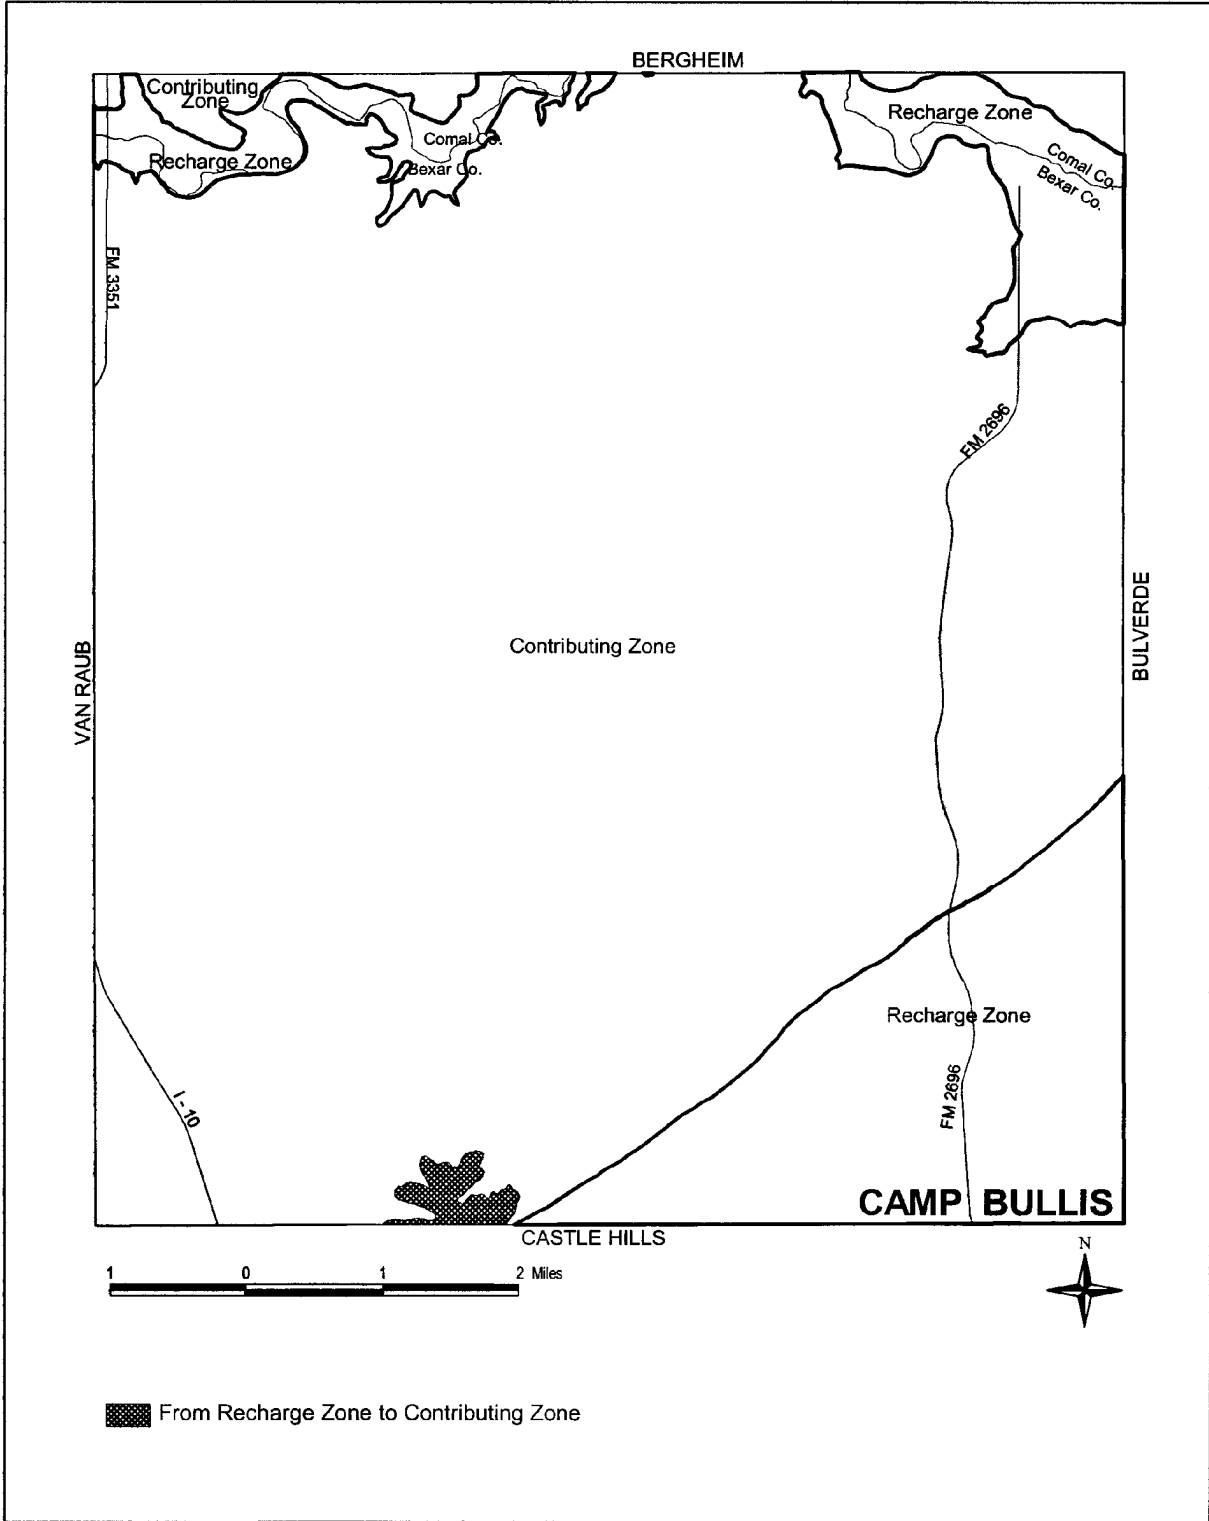 BERGHEIM
Contributing
Zone
Recharge Zone
Comal Co.
Bexar Co.
Recharge Zone
Comal Co.
Bexar Co.
FM 3351
FM 2696
Contributing Zone
VAN RAUB
BULVERDE
Recharge Zone
FM 2696
I - 10
CAMP BULLIS
CASTLE HILLS
1 0 1 2 Miles
N
From Recharge Zone to Contributing Zone